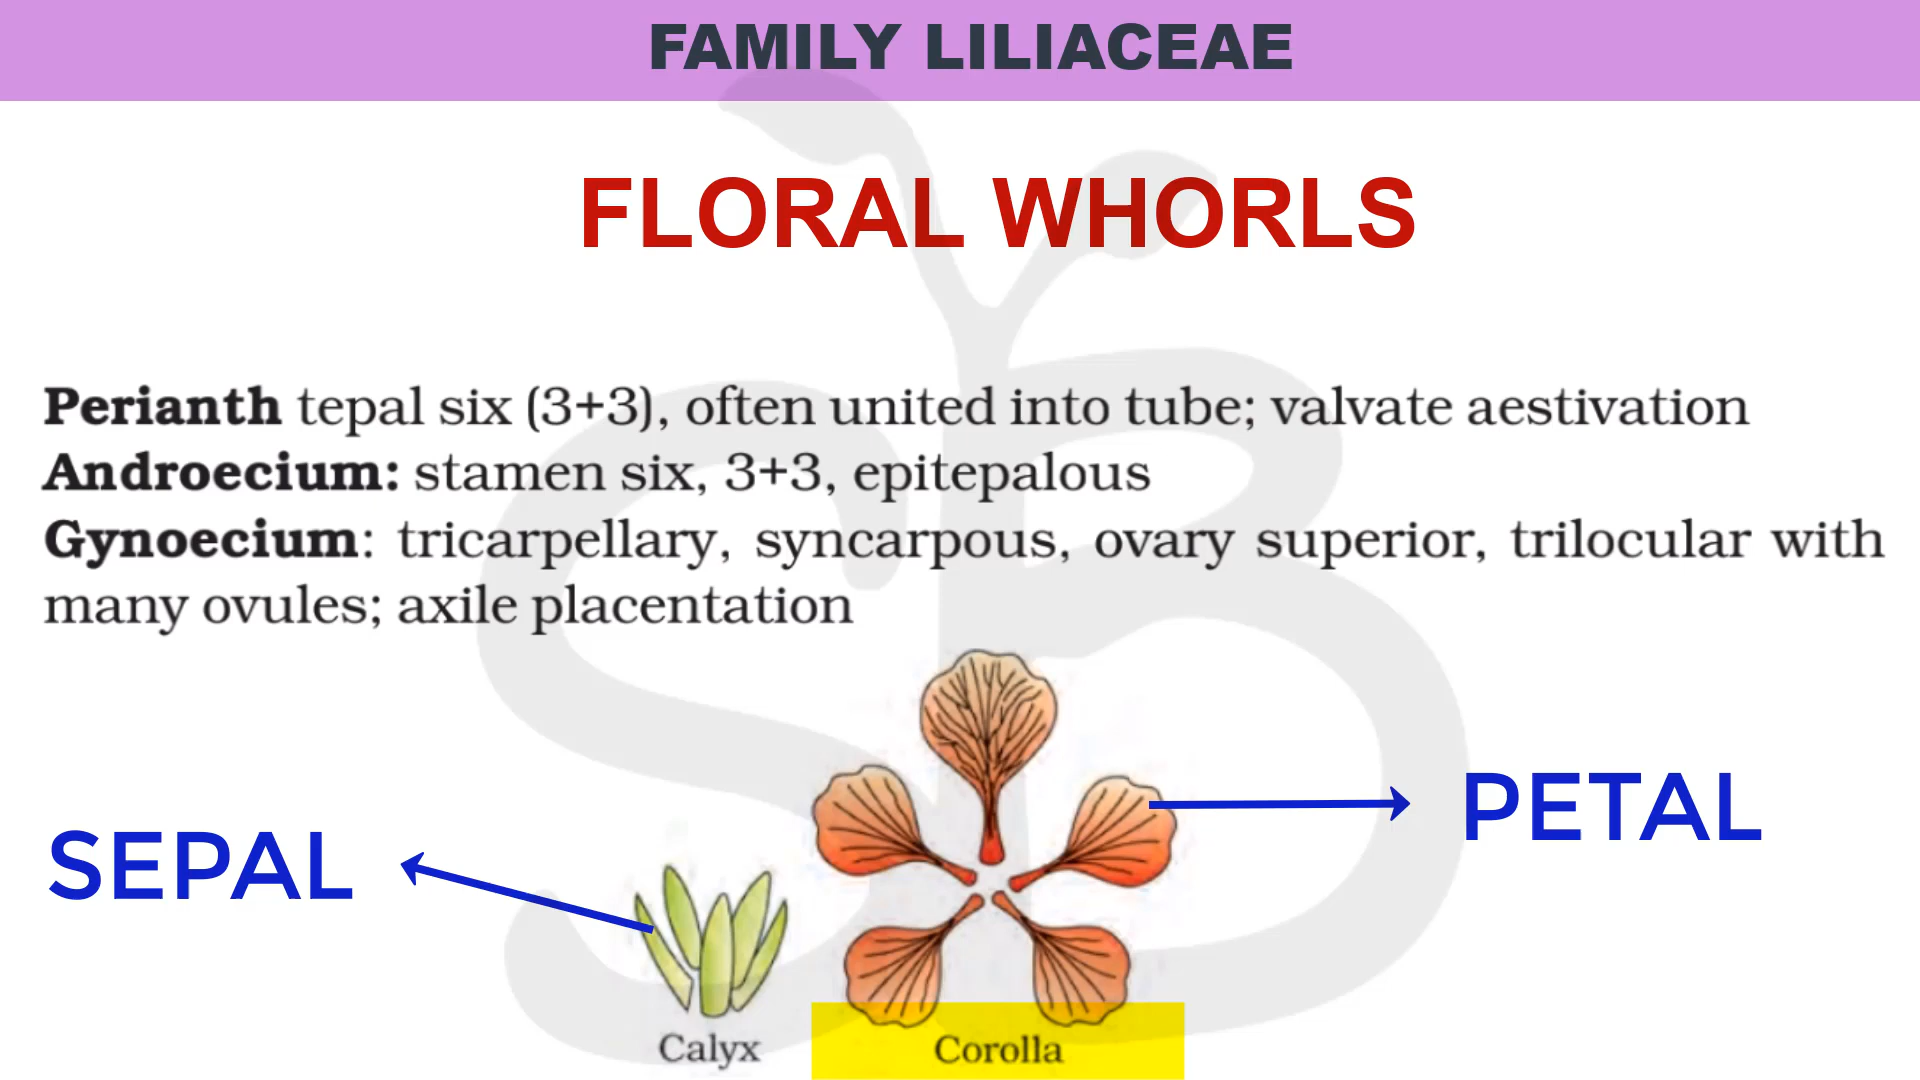 FAMILY LILIACEAE
FLORAL WHORLS
Perianth tepal six (3+3), often united into tube; valvate aestivation
Androecium: stamen six, 3+3, epitepalous
Gynoecium: tricarpellary, syncarpous, ovary superior, trilocular with
many ovules; axile placentation
PETAL
SEPAL
Calyx
Corolla